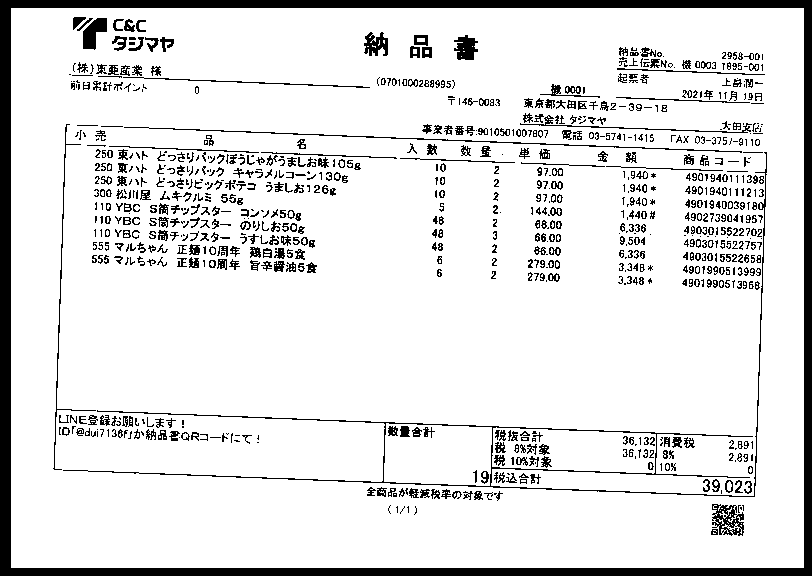 C&C
タジマヤ
納品書
納品書No. 2958-001
売上伝票No. 機 0003 1895-001
(株)東亜産業 様 (0701000288995) 機 0001 起票者 上島潤一
前日累計ポイント 0 2021年 11月 19日
〒146-0083 東京都大田区千鳥2-39-18
株式会社 タジマヤ 大田支店
事業者番号:9010501007807 電話 03-5741-1415 FAX 03-3757-9110
小売 品名 入数 数量 単価 金額 商品コード
250 東ハト どっさりパックぼうじゃがうましお味105g 10 2 97.00 1,940 * 4901940111398
250 東ハト どっさりパック キャラメルコーン130g 10 2 97.00 1,940 * 4901940111213
250 東ハト どっさりビッグポテコ うましお126g 10 2 97.00 1,940 * 4901940039180
300 松川屋 ムキクルミ 55g 5 2 144.00 1,440 # 4902739041957
110 YBC S筒チップスター コンソメ50g 48 2 66.00 6,336 4903015522702
110 YBC S筒チップスター のりしお50g 48 3 66.00 9,504 4903015522757
110 YBC S筒チップスター うすしお味50g 48 2 66.00 6,336 4903015522658
555 マルちゃん 正麺10周年 鶏白湯5食 6 2 279.00 3,348 * 4901990513999
555 マルちゃん 正麺10周年 旨辛醤油5食 6 2 279.00 3,348 * 4901990513968
LINE登録お願いします!
ID「@dui7136f」か納品書QRコードにて!
数量合計 19
税抜合計 36,132 消費税 2,891
税 8%対象 36,132 8% 2,891
税 10%対象 0 10% 0
税込合計 39,023
全商品が軽減税率の対象です
(1/1)